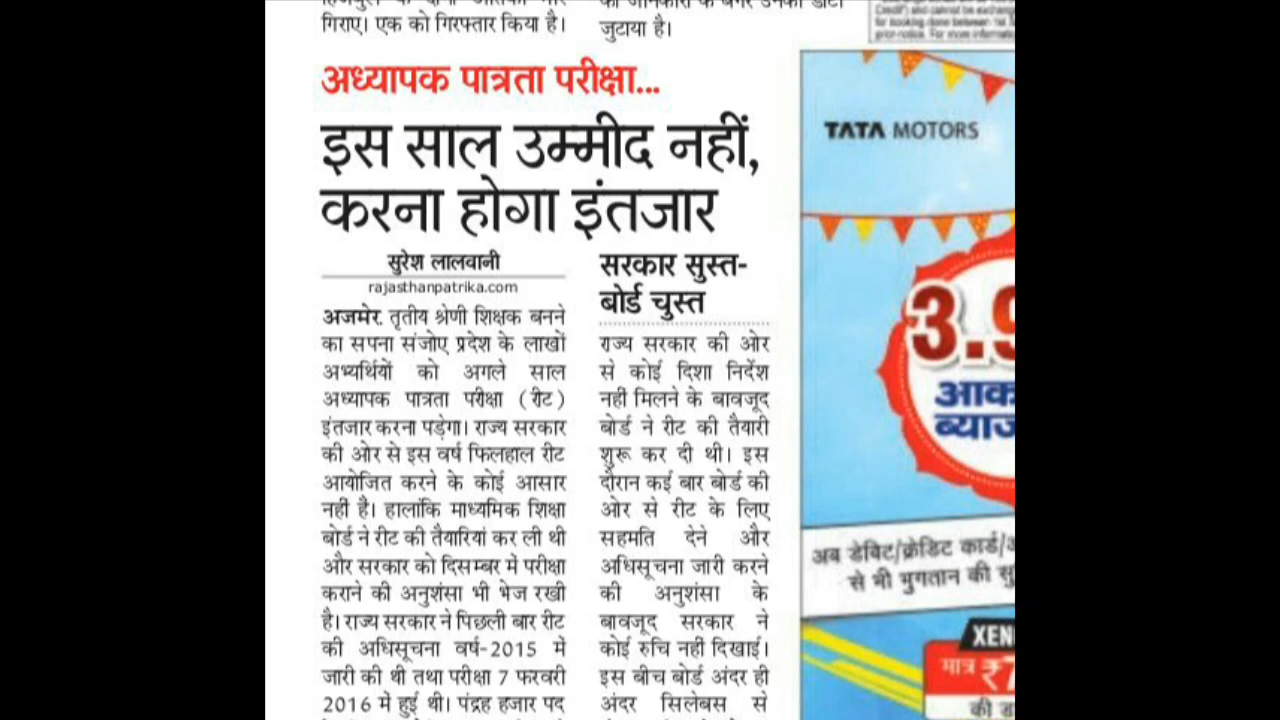 गिराए। एक को गिरफ्तार किया है।
जुटाया है।
अध्यापक पात्रता परीक्षा...
इस साल उम्मीद नहीं,
करना होगा इंतजार
सुरेश लालवानी
rajasthanpatrika.com
अजमेर. तृतीय श्रेणी शिक्षक बनने
का सपना संजोए प्रदेश के लाखों
अभ्यर्थियों को अगले साल
अध्यापक पात्रता परीक्षा (रीट)
इंतजार करना पड़ेगा। राज्य सरकार
की ओर से इस वर्ष फिलहाल रीट
आयोजित करने के कोई आसार
नहीं है। हालांकि माध्यमिक शिक्षा
बोर्ड ने रीट की तैयारियां कर ली थी
और सरकार को दिसम्बर में परीक्षा
कराने की अनुशंसा भी भेज रखी
है। राज्य सरकार ने पिछली बार रीट
की अधिसूचना वर्ष-2015 में
जारी की थी तथा परीक्षा 7 फरवरी
2016 में हुई थी। पंद्रह हजार पद
सरकार सुस्त-
बोर्ड चुस्त
राज्य सरकार की ओर
से कोई दिशा निर्देश
नहीं मिलने के बावजूद
बोर्ड ने रीट की तैयारी
शुरू कर दी थी। इस
दौरान कई बार बोर्ड की
ओर से रीट के लिए
सहमति देने और
अधिसूचना जारी करने
की अनुशंसा के
बावजूद सरकार ने
कोई रुचि नहीं दिखाई।
इस बीच बोर्ड अंदर ही
अंदर सिलेबस से
TATA MOTORS
3.9
आक
ब्याज
अब डेबिट/क्रेडिट कार्ड/
से भी भुगतान की सु
XEN
मात्र ₹7
की ड